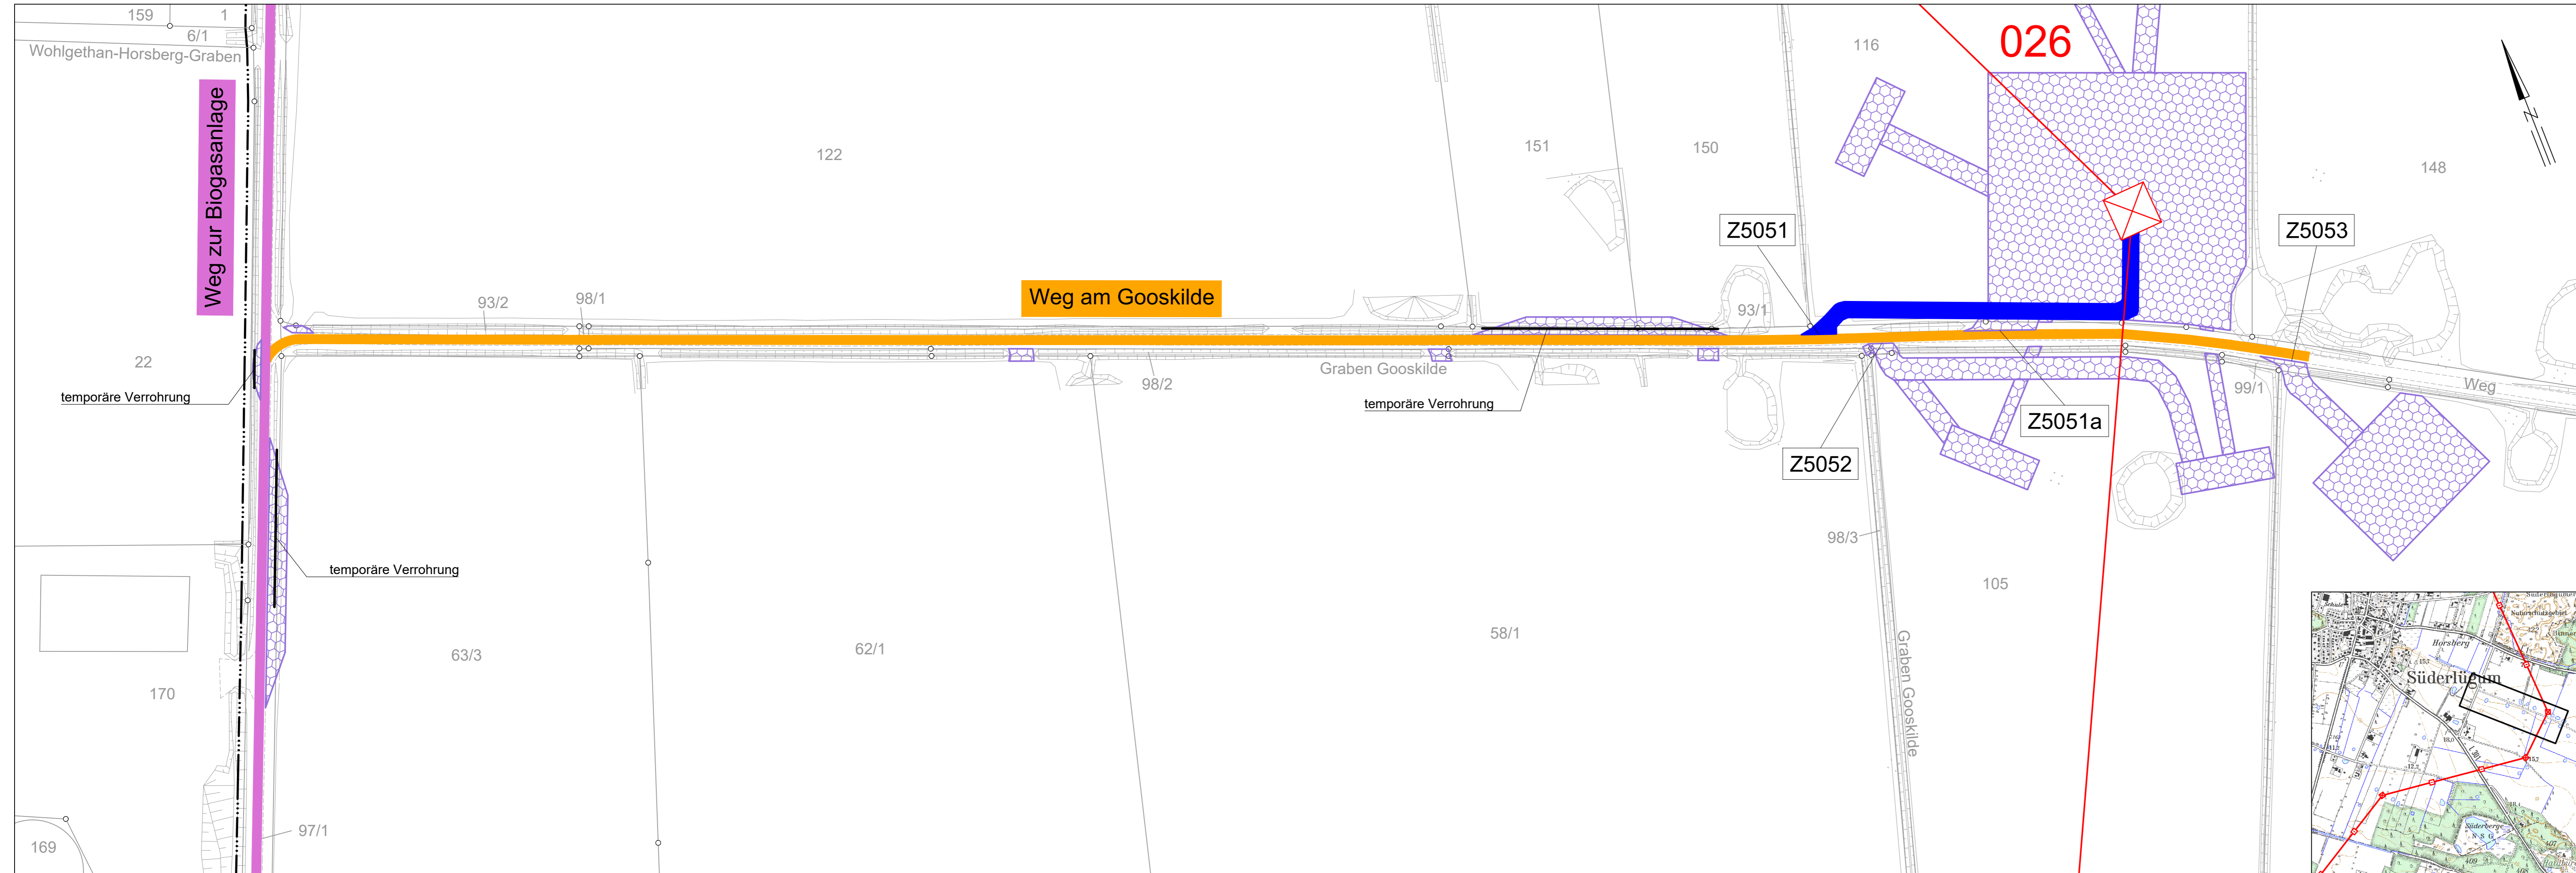 159
1
6/1
Wohlgethan-Horsberg-Graben
Weg zur Biogasanlage
122
151
150
116
026
148
N
Z5051
Z5053
93/2
98/1
Weg am Gooskilde
93/1
22
temporäre Verrohrung
Graben Gooskilde
98/2
temporäre Verrohrung
Z5052
Z5051a
99/1
Weg
temporäre Verrohrung
98/3
105
Graben Gooskilde
58/1
62/1
63/3
170
97/1
169
Horsberg
Süderlügum
Süderberge
N S G